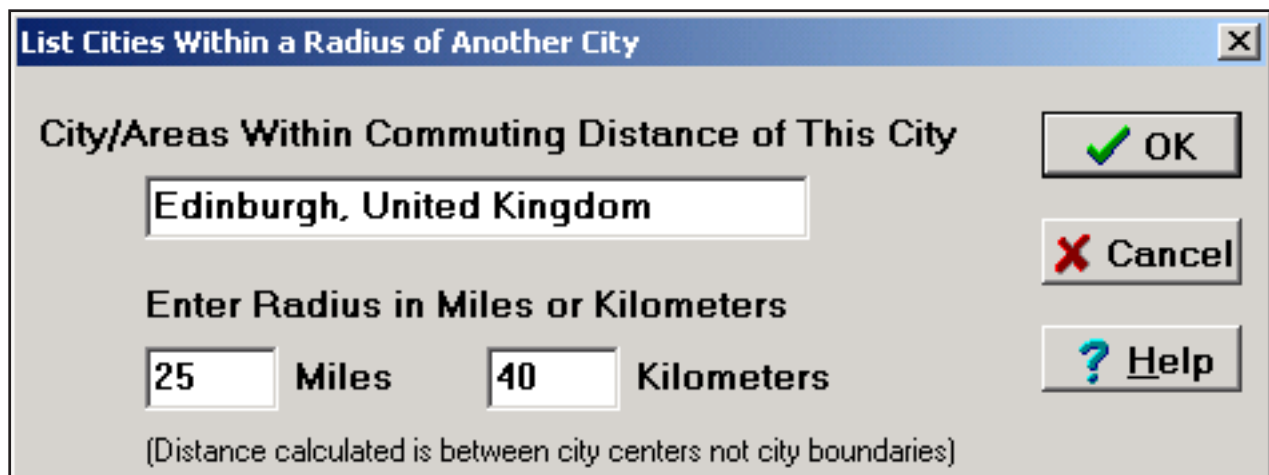 List Cities Within a Radius of Another City
City/Areas Within Commuting Distance of This City
OK
Edinburgh, United Kingdom
Cancel
Enter Radius in Miles or Kilometers
25 Miles 40 Kilometers
Help
(Distance calculated is between city centers not city boundaries)